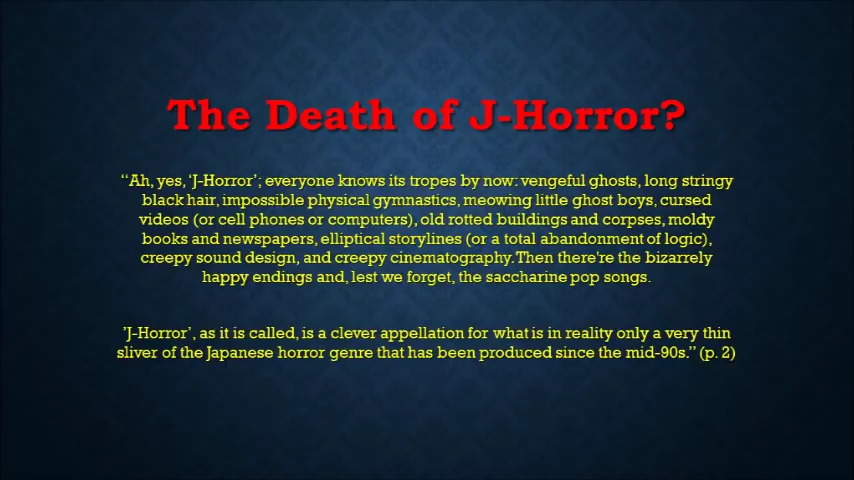 The Death of J-Horror?
“Ah, yes, ‘J-Horror’; everyone knows its tropes by now: vengeful ghosts, long stringy
black hair, impossible physical gymnastics, meowing little ghost boys, cursed
videos (or cell phones or computers), old rotted buildings and corpses, moldy
books and newspapers, elliptical storylines (or a total abandonment of logic),
creepy sound design, and creepy cinematography.Then there're the bizarrely
happy endings and, lest we forget, the saccharine pop songs.
’J-Horror’, as it is called, is a clever appellation for what is in reality only a very thin
sliver of the Japanese horror genre that has been produced since the mid-90s.” (p. 2)